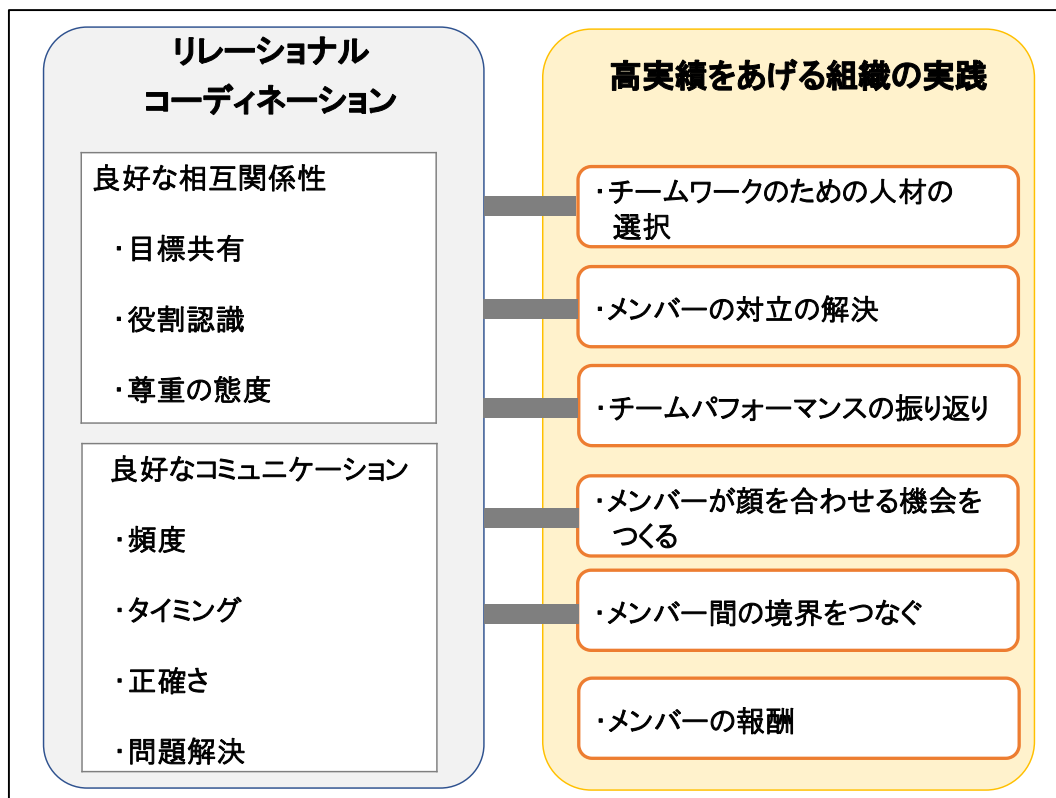 リレーショナル
コーディネーション
良好な相互関係性
・目標共有
・役割認識
・尊重の態度
良好なコミュニケーション
・頻度
・タイミング
・正確さ
・問題解決
高実績をあげる組織の実践
・チームワークのための人材の
選択
・メンバーの対立の解決
・チームパフォーマンスの振り返り
・メンバーが顔を合わせる機会を
つくる
・メンバー間の境界をつなぐ
・メンバーの報酬